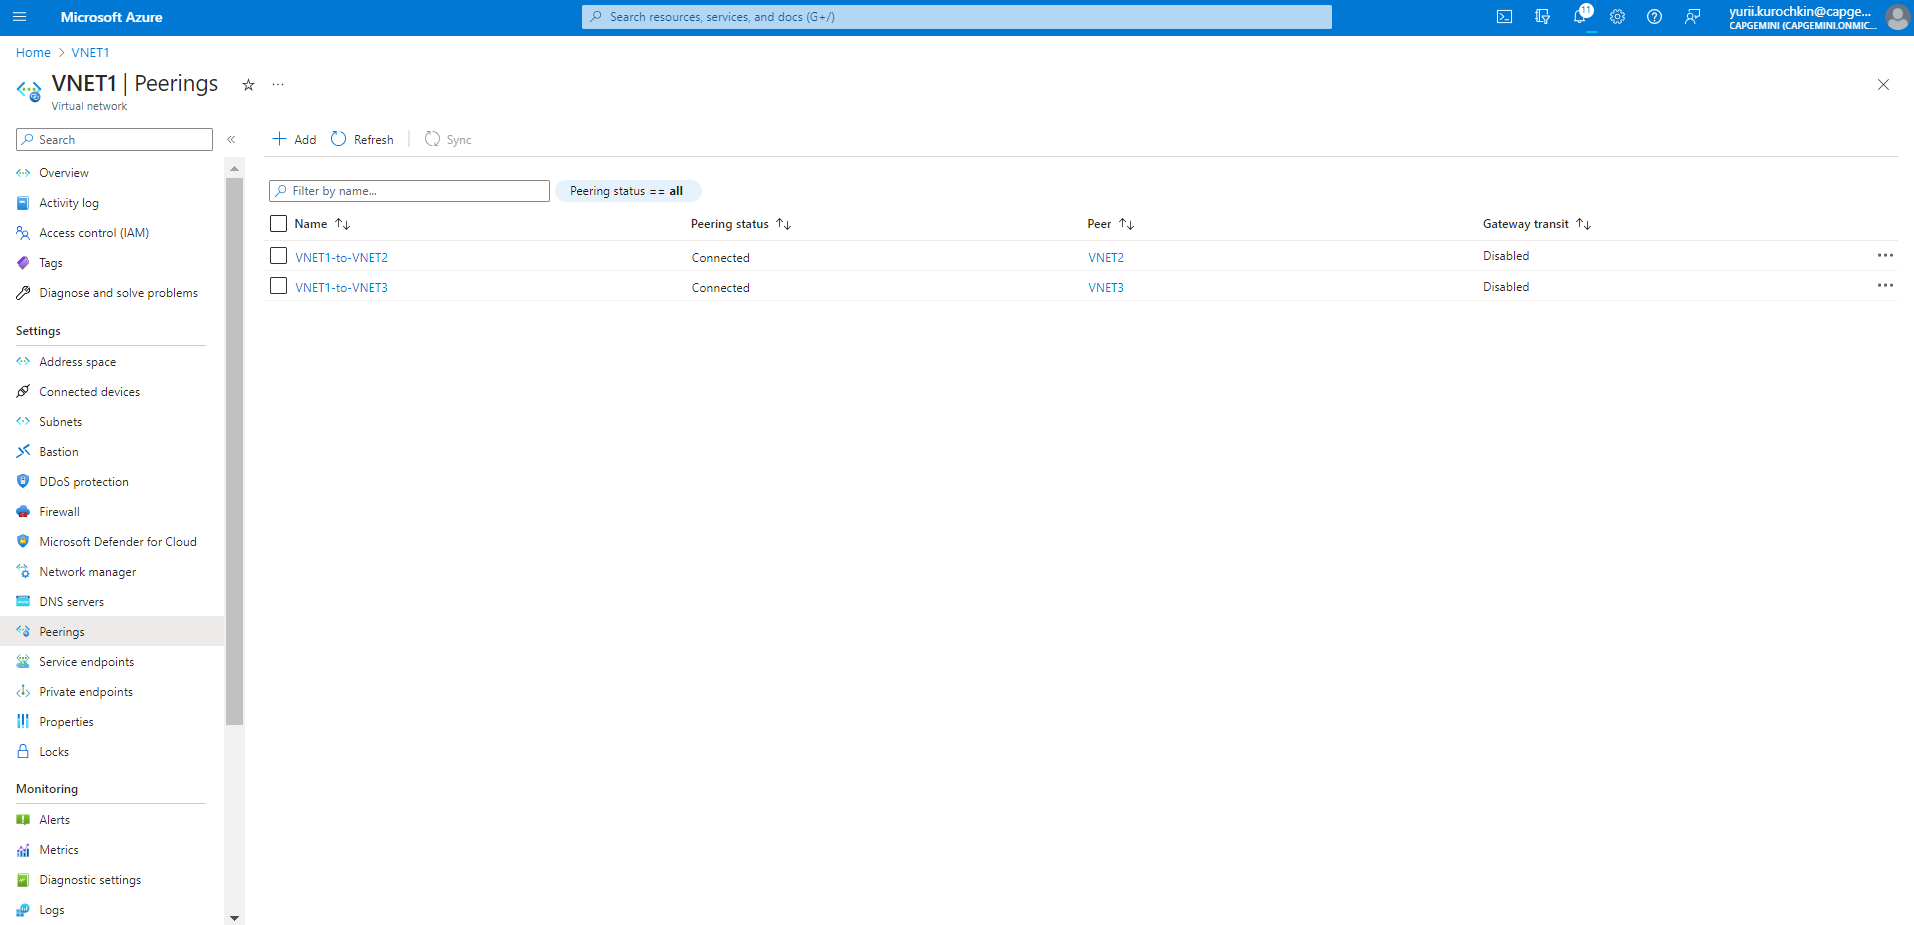 Microsoft Azure
Search resources, services, and docs (G+/)
11
yurii.kurochkin@capge...
CAPGEMINI (CAPGEMINI.ONMIC...
Home > VNET1
VNET1 | Peerings
Virtual network
Search
Add
Refresh
Sync
Overview
Activity log
Access control (IAM)
Tags
Diagnose and solve problems
Settings
Address space
Connected devices
Subnets
Bastion
DDoS protection
Firewall
Microsoft Defender for Cloud
Network manager
DNS servers
Peerings
Service endpoints
Private endpoints
Properties
Locks
Monitoring
Alerts
Metrics
Diagnostic settings
Logs
Filter by name...
Peering status == all
Name Peering status Peer Gateway transit
VNET1-to-VNET2 Connected VNET2 Disabled
VNET1-to-VNET3 Connected VNET3 Disabled